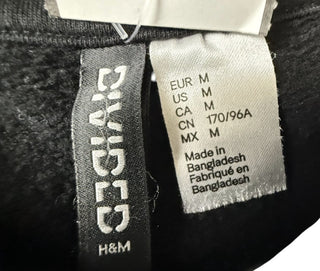 DIVIDED
H&M
EUR M
US M
CA M
CN 170/96A
MX M
Made in
Bangladesh
Fabriqué en
Bangladesh